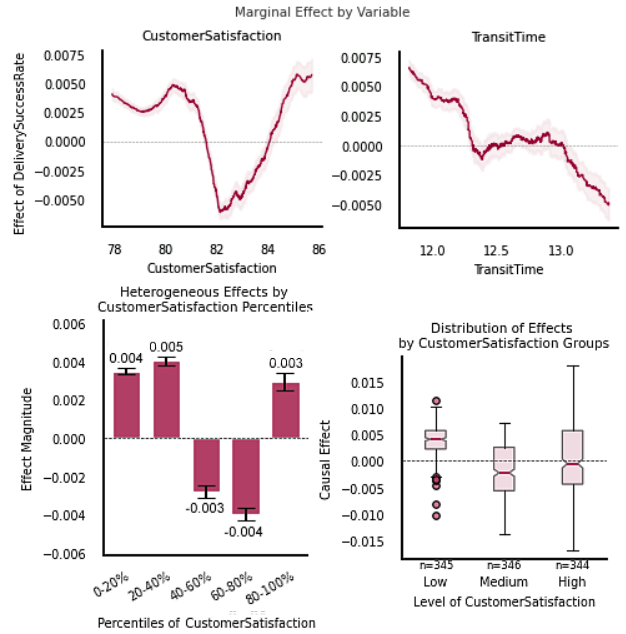 Marginal Effect by Variable
CustomerSatisfaction
TransitTime
Effect of DeliverySuccessRate
0.0075
0.0050
0.0025
0.0000
−0.0025
−0.0050
78 80 82 84 86
CustomerSatisfaction
0.0075
0.0050
0.0025
0.0000
−0.0025
−0.0050
12.0 12.5 13.0
TransitTime
Heterogeneous Effects by
CustomerSatisfaction Percentiles
Effect Magnitude
0.006
0.004
0.002
0.000
−0.002
−0.004
−0.006
0.004
0.005
-0.003
-0.004
0.003
0-20% 20-40% 40-60% 60-80% 80-100%
Percentiles of CustomerSatisfaction
Distribution of Effects
by CustomerSatisfaction Groups
Causal Effect
0.015
0.010
0.005
0.000
−0.005
−0.010
−0.015
n=345 n=346 n=344
Low Medium High
Level of CustomerSatisfaction